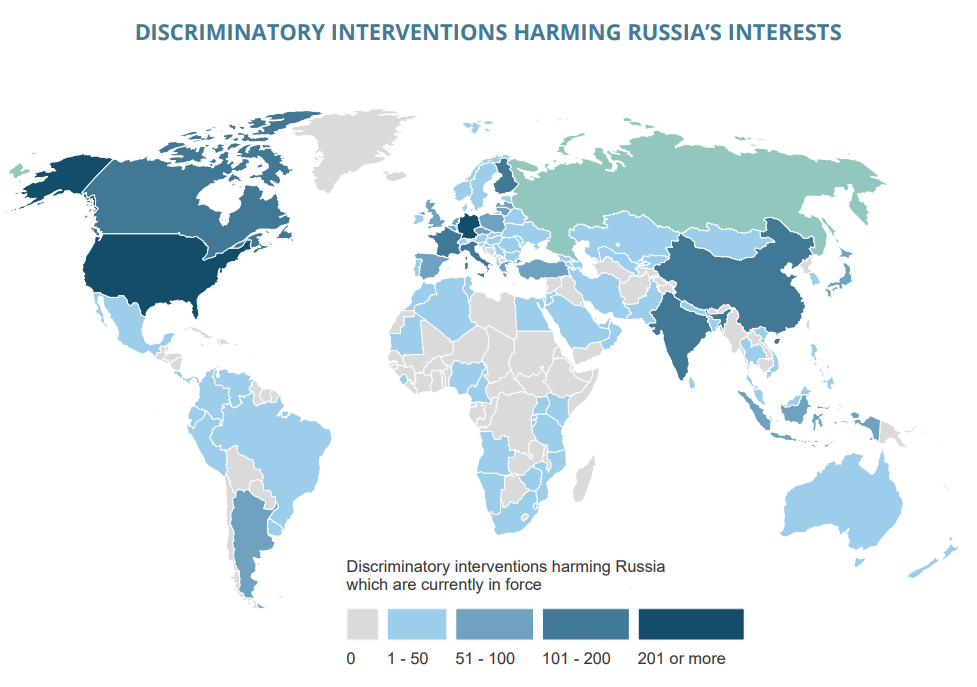 DISCRIMINATORY INTERVENTIONS HARMING RUSSIA’S INTERESTS
Discriminatory interventions harming Russia
which are currently in force
0 1 - 50 51 - 100 101 - 200 201 or more